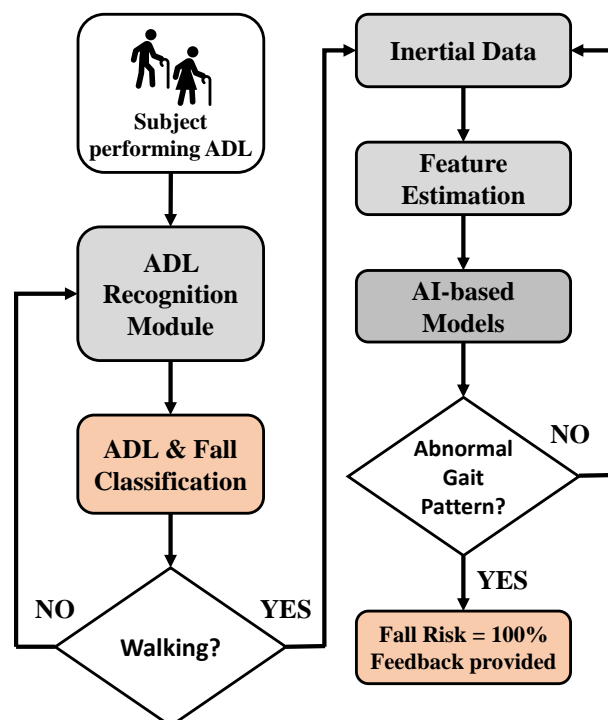 Subject
performing ADL
ADL
Recognition
Module
ADL & Fall
Classification
NO
YES
Walking?
Inertial Data
Feature
Estimation
AI-based
Models
Abnormal
Gait
Pattern?
NO
YES
Fall Risk = 100%
Feedback provided